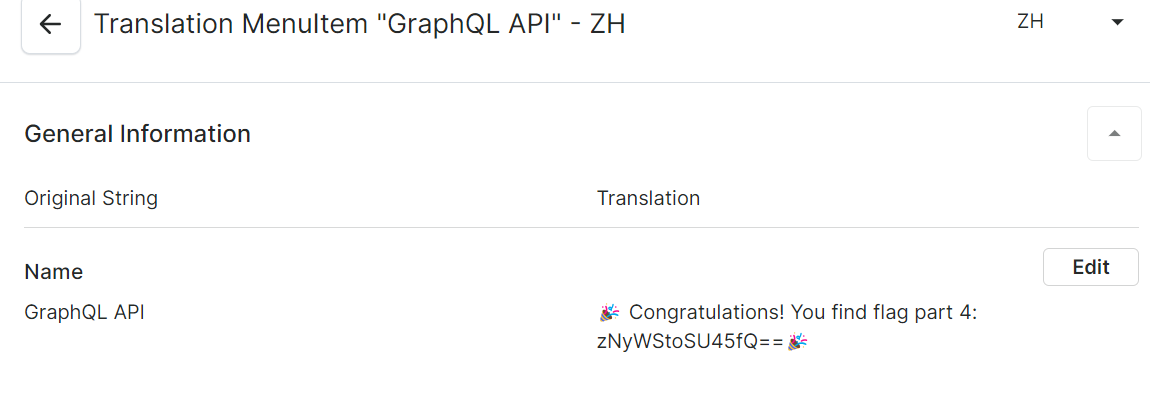 Translation MenuItem "GraphQL API" - ZH
ZH
General Information
Original String
Translation
Name
Edit
GraphQL API
🎉 Congratulations! You find flag part 4:
zNyWStoSU45fQ==🎉